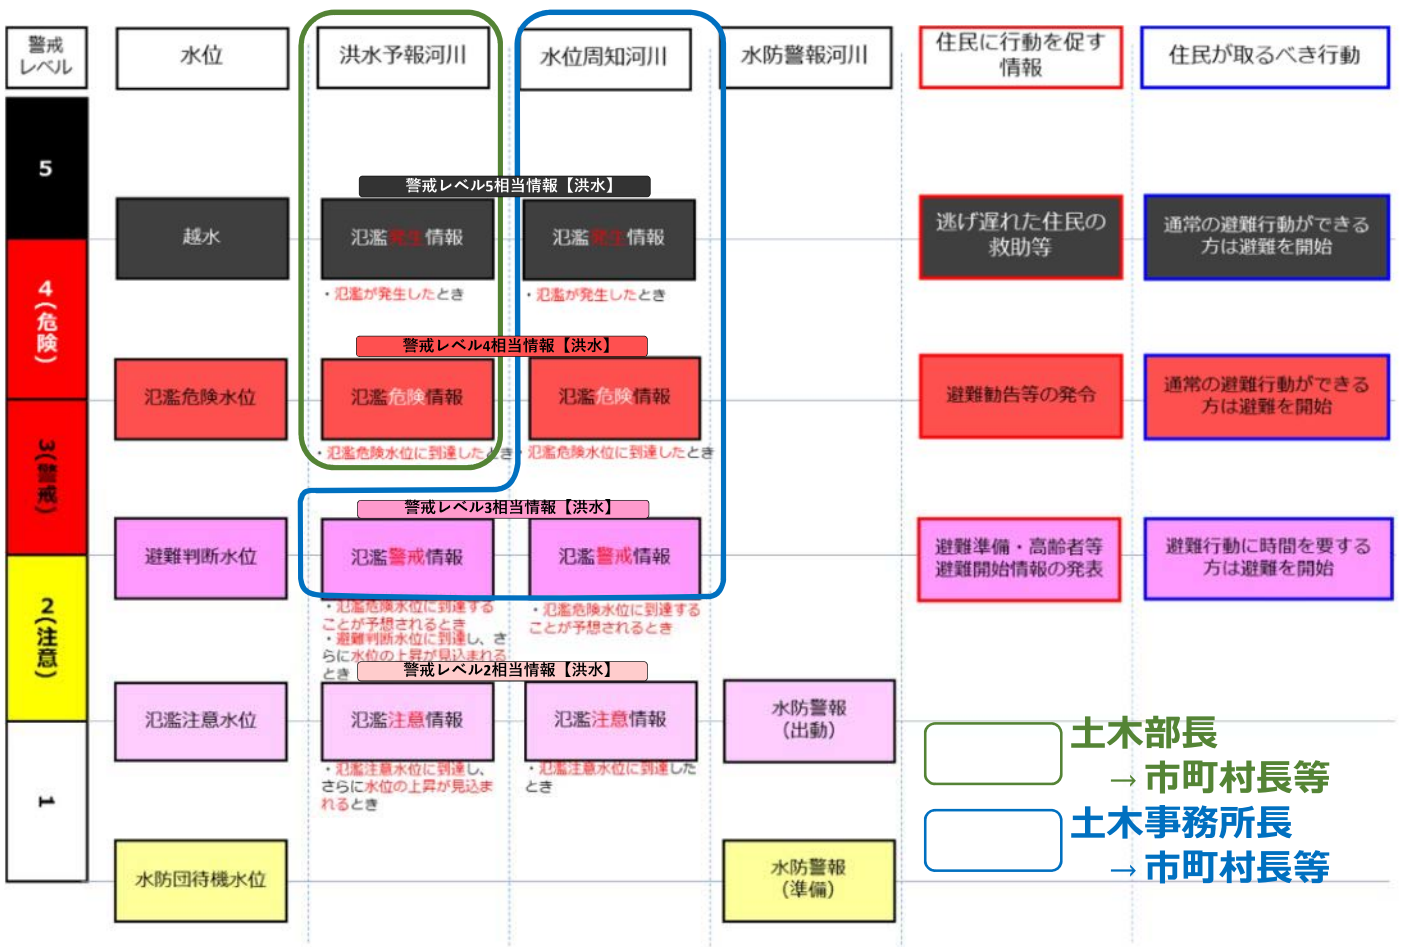 警戒
レベル
水位
洪水予報河川
水位周知河川
水防警報河川
住民に行動を促す
情報
住民が取るべき行動
5
警戒レベル5相当情報【洪水】
越水
氾濫発生情報
氾濫発生情報
逃げ遅れた住民の
救助等
通常の避難行動ができる
方は避難を開始
・氾濫が発生したとき
・氾濫が発生したとき
4(危険)
警戒レベル4相当情報【洪水】
氾濫危険水位
氾濫危険情報
氾濫危険情報
避難勧告等の発令
通常の避難行動ができる
方は避難を開始
・氾濫危険水位に到達したとき
・氾濫危険水位に到達したとき
3(警戒)
警戒レベル3相当情報【洪水】
避難判断水位
氾濫警戒情報
氾濫警戒情報
避難準備・高齢者等
避難開始情報の発表
避難行動に時間を要する
方は避難を開始
・氾濫危険水位に到達する
ことが予想されるとき
・避難判断水位に到達し、さ
らに水位の上昇が見込まれる
とき
・氾濫危険水位に到達する
ことが予想されるとき
2(注意)
警戒レベル2相当情報【洪水】
氾濫注意水位
氾濫注意情報
氾濫注意情報
水防警報
(出動)
・氾濫注意水位に到達し、
さらに水位の上昇が見込ま
れるとき
・氾濫注意水位に到達した
とき
1
水防団待機水位
水防警報
(準備)
土木部長
→市町村長等
土木事務所長
→市町村長等